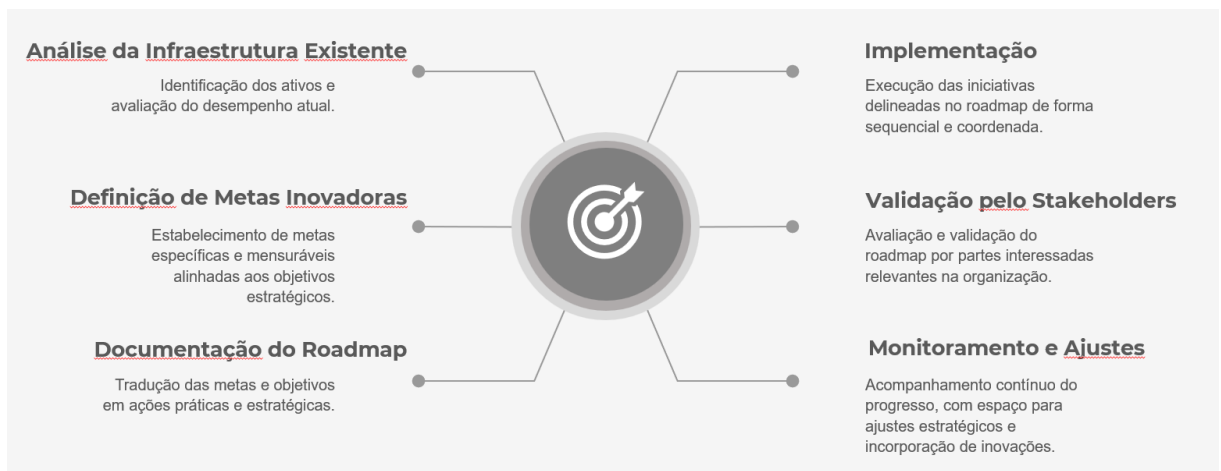 Análise da Infraestrutura Existente
Identificação dos ativos e
avaliação do desempenho atual.
Definição de Metas Inovadoras
Estabelecimento de metas
específicas e mensuráveis
alinhadas aos objetivos
estratégicos.
Documentação do Roadmap
Tradução das metas e objetivos
em ações práticas e estratégicas.
Implementação
Execução das iniciativas
delineadas no roadmap de forma
sequencial e coordenada.
Validação pelo Stakeholders
Avaliação e validação do
roadmap por partes interessadas
relevantes na organização.
Monitoramento e Ajustes
Acompanhamento contínuo do
progresso, com espaço para
ajustes estratégicos e
incorporação de inovações.